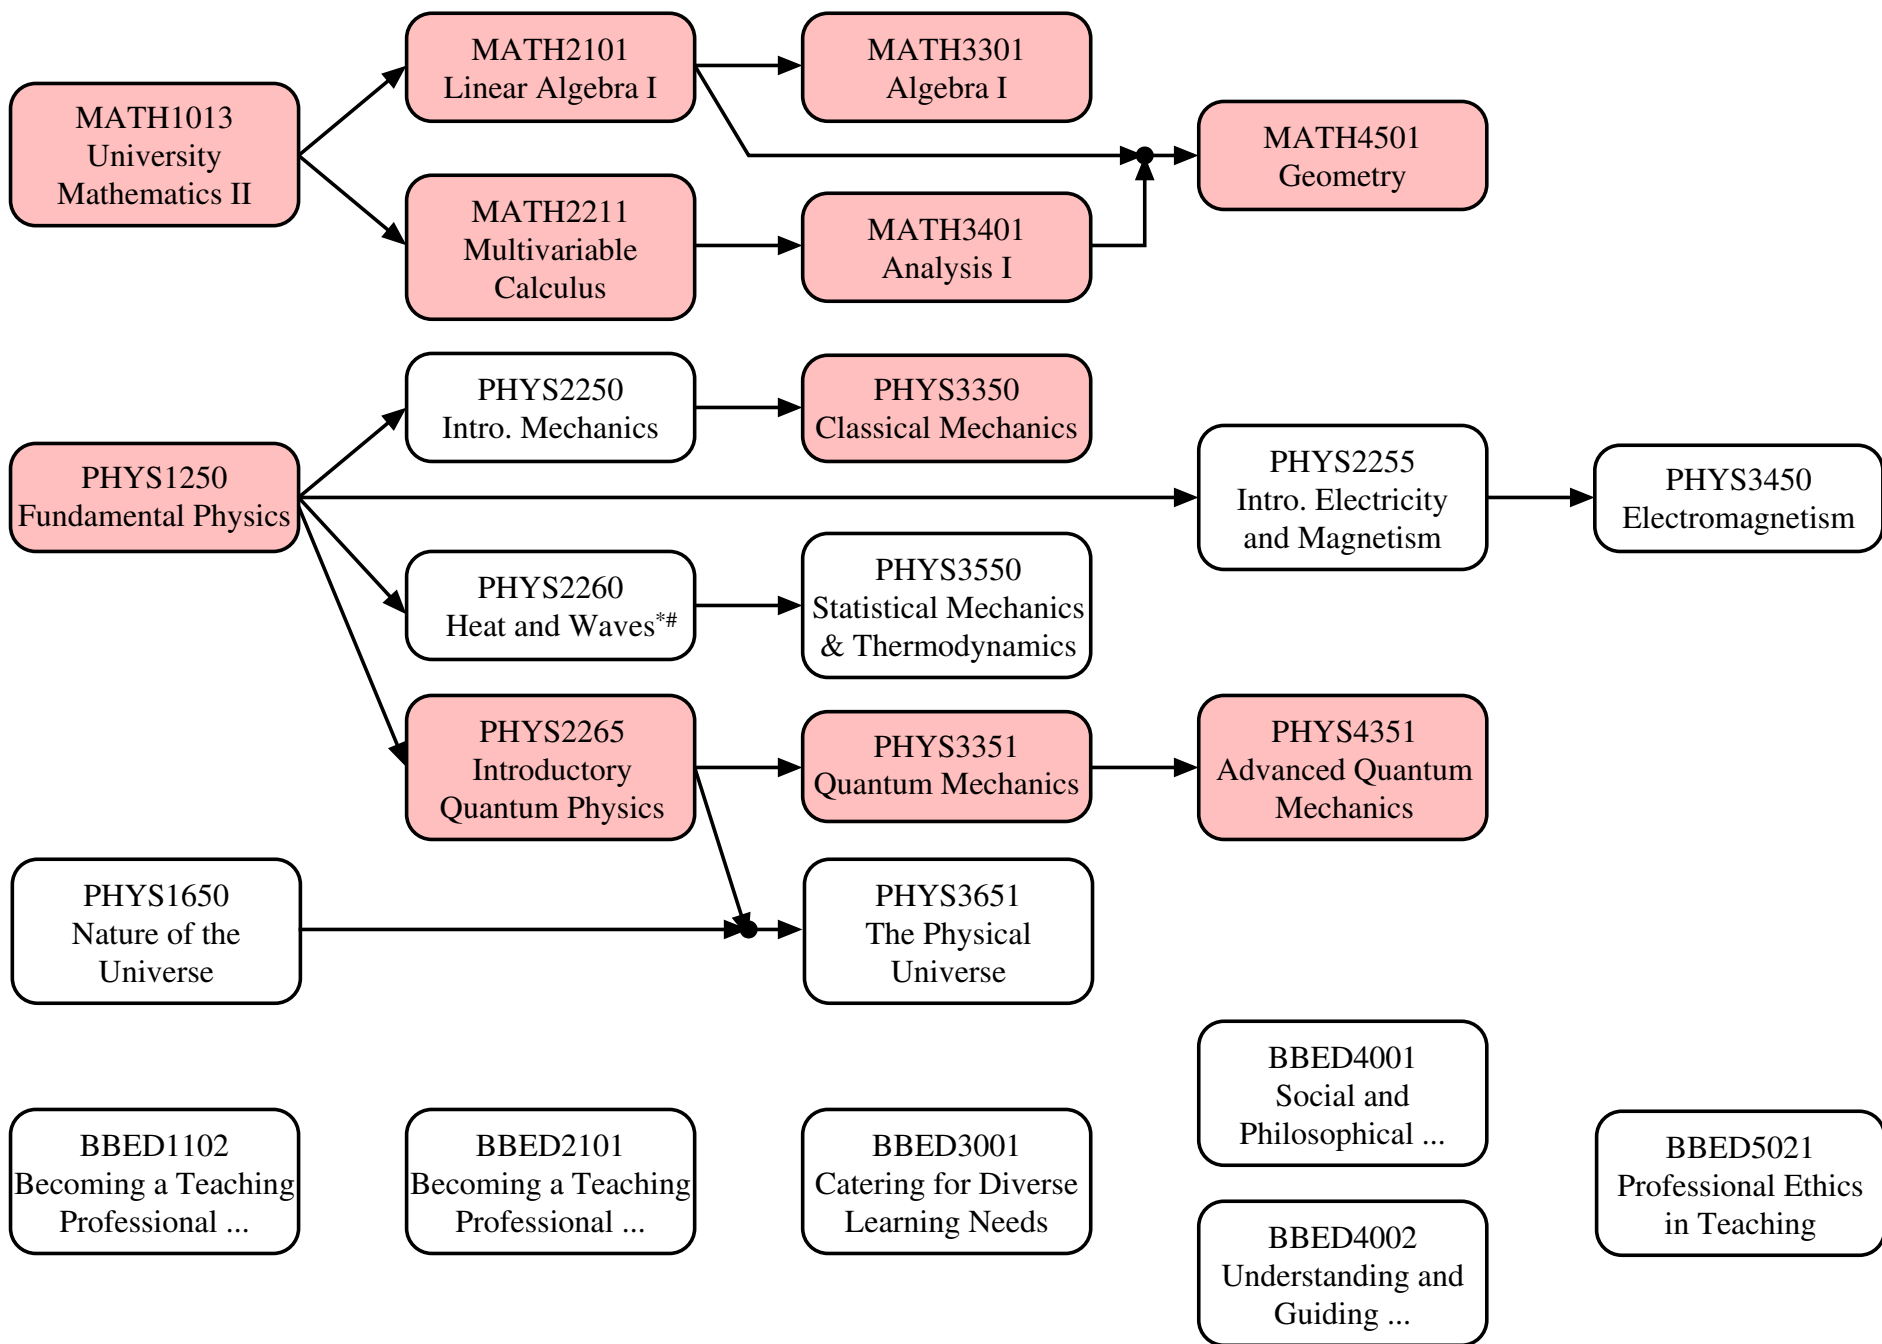 MATH1013
University
Mathematics II
MATH2101
Linear Algebra I
MATH3301
Algebra I
MATH4501
Geometry
MATH2211
Multivariable
Calculus
MATH3401
Analysis I
PHYS1250
Fundamental Physics
PHYS2250
Intro. Mechanics
PHYS3350
Classical Mechanics
PHYS2255
Intro. Electricity
and Magnetism
PHYS3450
Electromagnetism
PHYS2260
Heat and Waves*#
PHYS3550
Statistical Mechanics
& Thermodynamics
PHYS2265
Introductory
Quantum Physics
PHYS3351
Quantum Mechanics
PHYS4351
Advanced Quantum
Mechanics
PHYS1650
Nature of the
Universe
PHYS3651
The Physical
Universe
BBED1102
Becoming a Teaching
Professional ...
BBED2101
Becoming a Teaching
Professional ...
BBED3001
Catering for Diverse
Learning Needs
BBED4001
Social and
Philosophical ...
BBED4002
Understanding and
Guiding ...
BBED5021
Professional Ethics
in Teaching